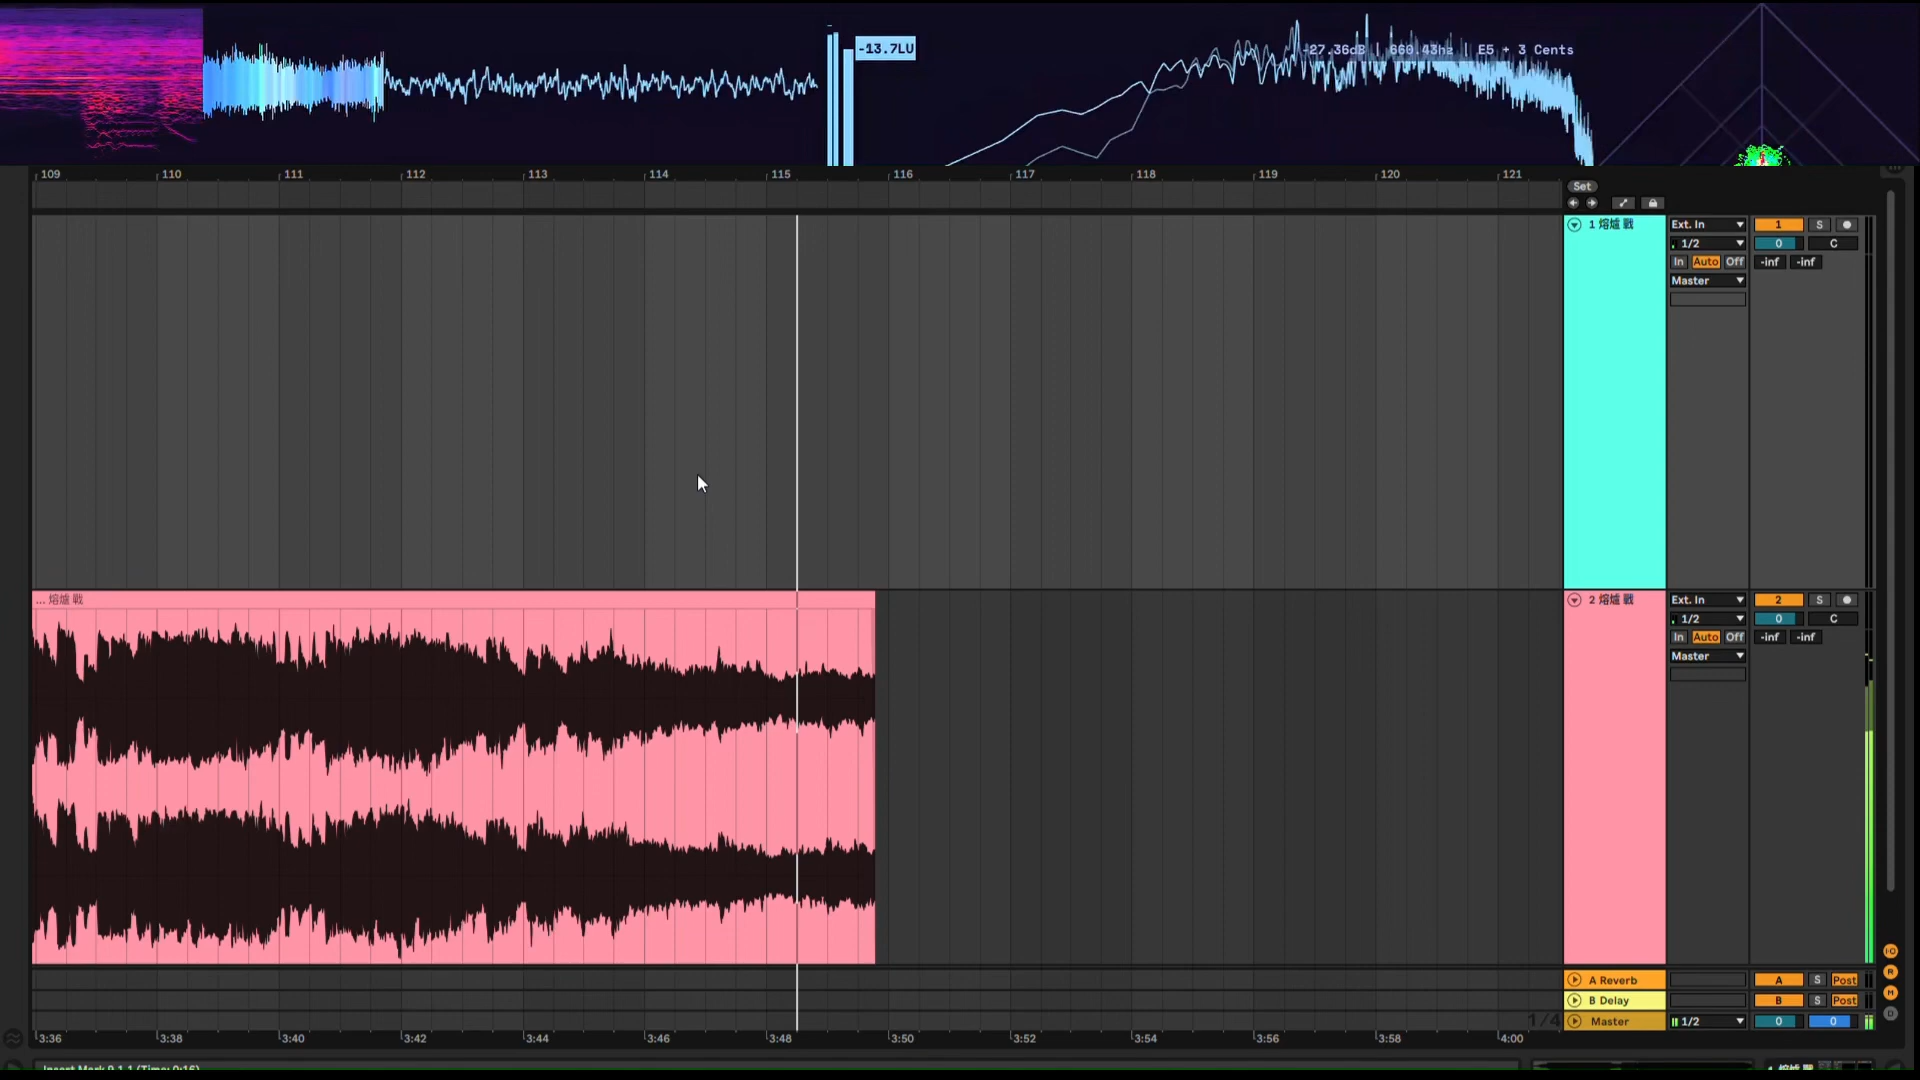 -13.7LU
-27.36dB | 660.43hz | E5 + 3 Cents
109 110 111 112 113 114 115 116 117 118 119 120 121
Set
1 熔爐 戰
Ext. In
1
S
1/2
0
C
In Auto Off
-inf -inf
Master
... 熔爐 戰
2 熔爐 戰
Ext. In
2
S
1/2
0
C
In Auto Off
-inf -inf
Master
A Reverb
A
S
Post
B Delay
B
S
Post
1/4
Master
1/2
0
0
3:36 3:38 3:40 3:42 3:44 3:46 3:48 3:50 3:52 3:54 3:56 3:58 4:00
Insert Mark 9.1.1 (Time: 0:16)